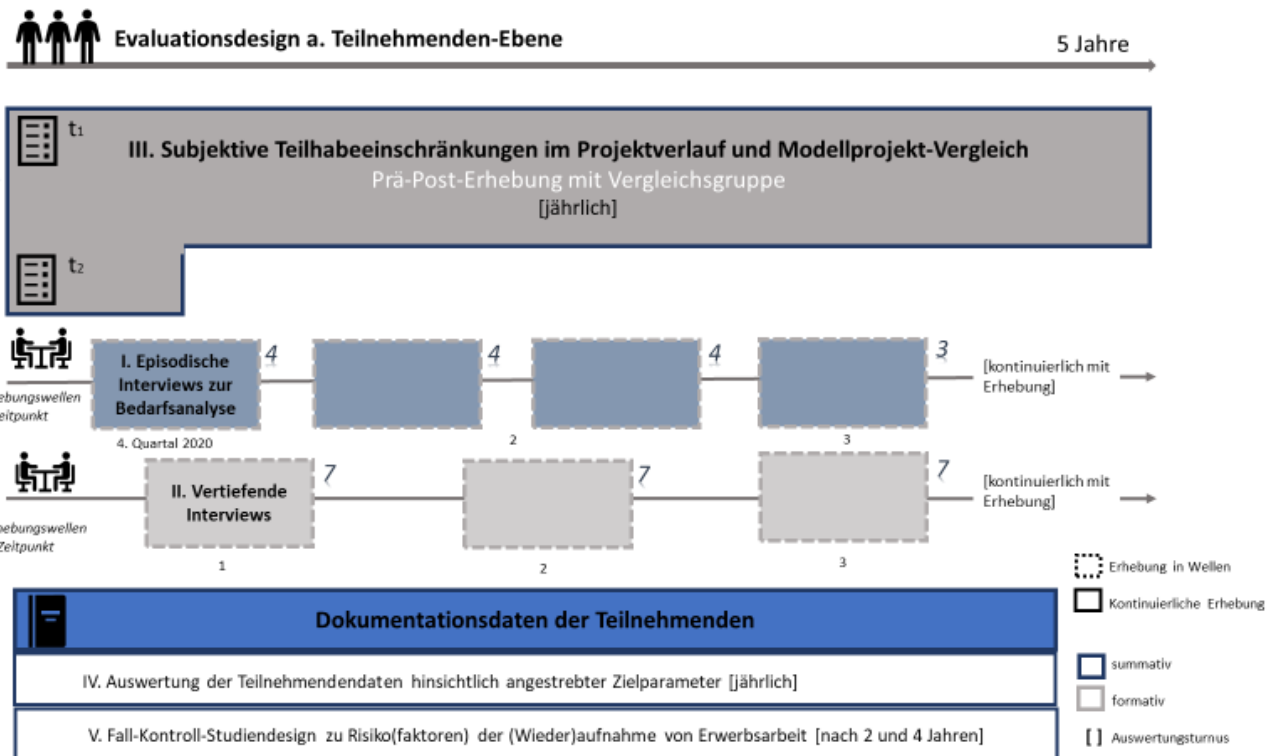 Evaluationsdesign a. Teilnehmenden-Ebene
5 Jahre
t1
III. Subjektive Teilhabeeinschränkungen im Projektverlauf und Modellprojekt-Vergleich
Prä-Post-Erhebung mit Vergleichsgruppe
[jährlich]
t2
I. Episodische
Interviews zur
Bedarfsanalyse
4
4
4
3
[kontinuierlich mit
Erhebung]
ebungswellen
eitpunkt
4. Quartal 2020
2
3
II. Vertiefende
Interviews
7
7
7
[kontinuierlich mit
Erhebung]
hebungswellen
Zeitpunkt
1
2
3
Erhebung in Wellen
Kontinuierliche Erhebung
Dokumentationsdaten der Teilnehmenden
IV. Auswertung der Teilnehmendendaten hinsichtlich angestrebter Zielparameter [jährlich]
V. Fall-Kontroll-Studiendesign zu Risiko(faktoren) der (Wieder)aufnahme von Erwerbsarbeit [nach 2 und 4 Jahren]
summativ
formativ
[ ] Auswertungsturnus